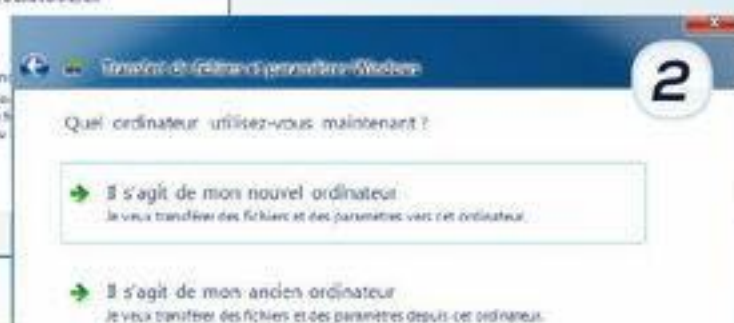 Transfert de fichiers et paramètres Windows
2
Quel ordinateur utilisez-vous maintenant ?
Il s'agit de mon nouvel ordinateur
Je veux transférer des fichiers et des paramètres vers cet ordinateur.
Il s'agit de mon ancien ordinateur
Je veux transférer des fichiers et des paramètres depuis cet ordinateur.